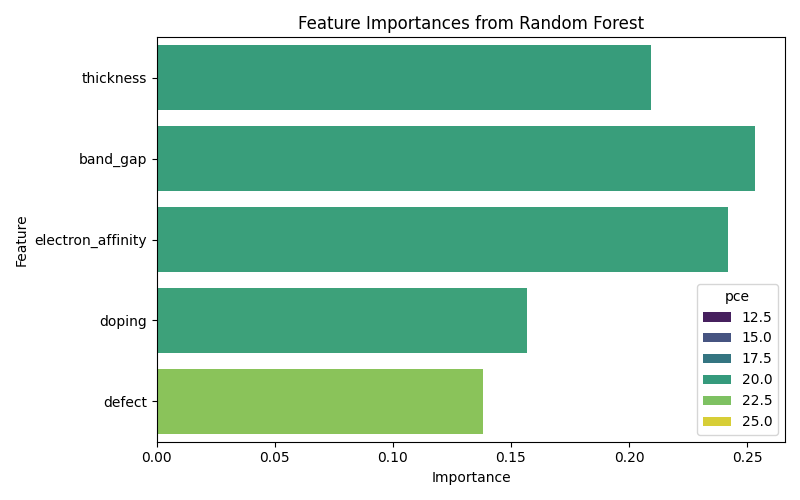 Feature Importances from Random Forest
Feature
thickness
band_gap
electron_affinity
doping
defect
pce
12.5
15.0
17.5
20.0
22.5
25.0
0.00 0.05 0.10 0.15 0.20 0.25
Importance